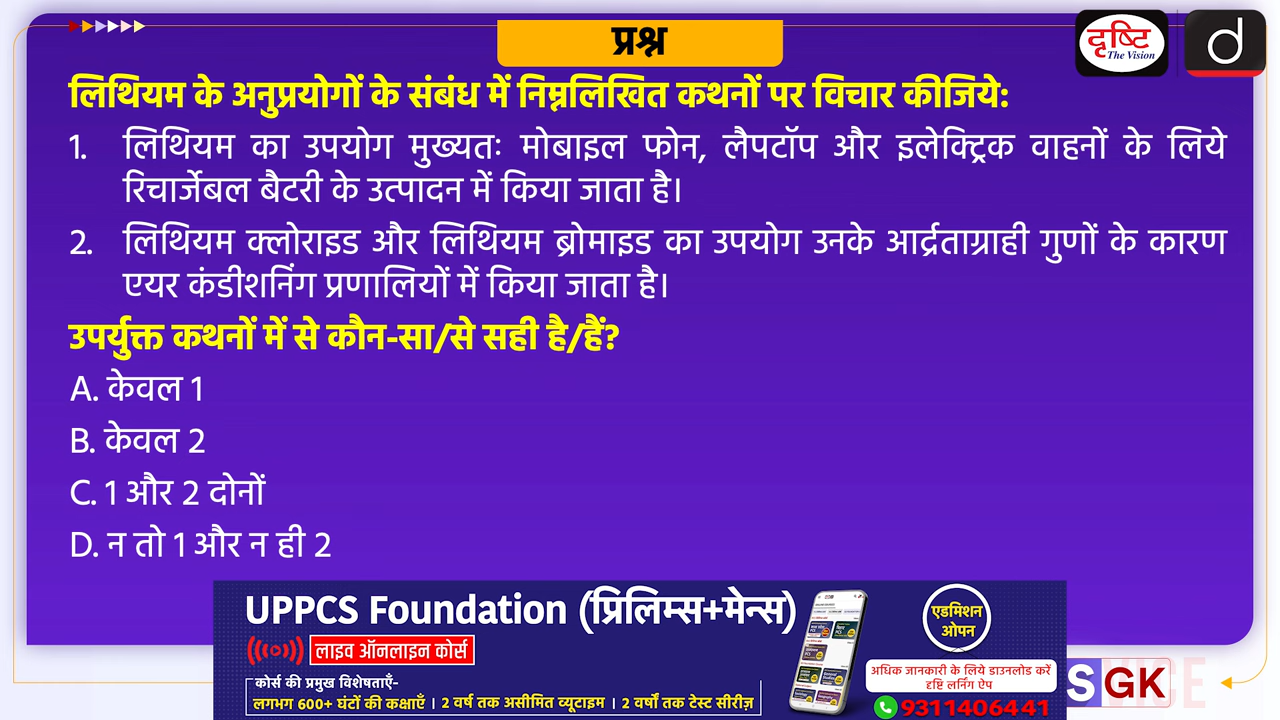 प्रश्न
दृष्टि
The Vision
d
लिथियम के अनुप्रयोगों के संबंध में निम्नलिखित कथनों पर विचार कीजिये:
1. लिथियम का उपयोग मुख्यतः मोबाइल फोन, लैपटॉप और इलेक्ट्रिक वाहनों के लिये
रिचार्जेबल बैटरी के उत्पादन में किया जाता है।
2. लिथियम क्लोराइड और लिथियम ब्रोमाइड का उपयोग उनके आर्द्रताग्राही गुणों के कारण
एयर कंडीशनिंग प्रणालियों में किया जाता है।
उपर्युक्त कथनों में से कौन-सा/से सही है/हैं?
A. केवल 1
B. केवल 2
C. 1 और 2 दोनों
D. न तो 1 और न ही 2
UPPCS Foundation (प्रिलिम्स+मेन्स)
लाइव ऑनलाइन कोर्स
कोर्स की प्रमुख विशेषताएँ-
लगभग 600+ घंटों की कक्षाएँ । 2 वर्ष तक असीमित व्यूटाइम । 2 वर्षों तक टेस्ट सीरीज़
एडमिशन
ओपन
अधिक जानकारी के लिये डाउनलोड करें
दृष्टि लर्निंग ऐप
9311406441
SGK